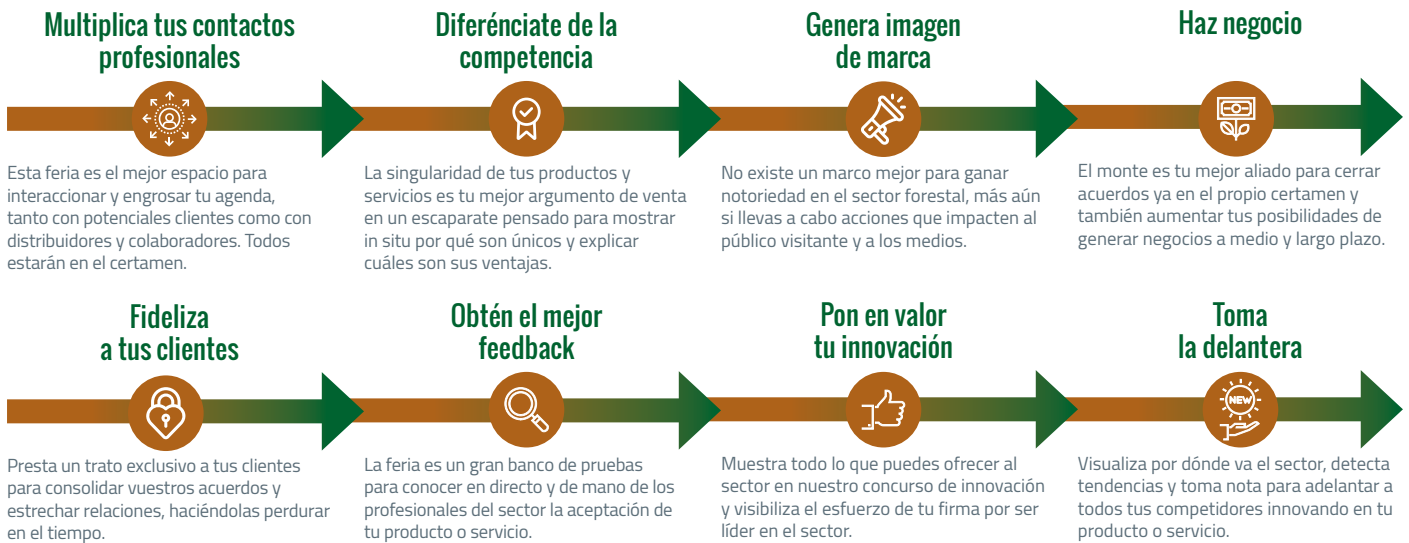 Multiplica tus contactos
profesionales
Esta feria es el mejor espacio para
interaccionar y engrosar tu agenda,
tanto con potenciales clientes como con
distribuidores y colaboradores. Todos
estarán en el certamen.
Diferénciate de la
competencia
La singularidad de tus productos y
servicios es tu mejor argumento de venta
en un escaparate pensado para mostrar
in situ por qué son únicos y explicar
cuáles son sus ventajas.
Genera imagen
de marca
No existe un marco mejor para ganar
notoriedad en el sector forestal, más aún
si llevas a cabo acciones que impacten al
público visitante y a los medios.
Haz negocio
El monte es tu mejor aliado para cerrar
acuerdos ya en el propio certamen y
también aumentar tus posibilidades de
generar negocios a medio y largo plazo.
Fideliza
a tus clientes
Presta un trato exclusivo a tus clientes
para consolidar vuestros acuerdos y
estrechar relaciones, haciéndolas perdurar
en el tiempo.
Obtén el mejor
feedback
La feria es un gran banco de pruebas
para conocer en directo y de mano de los
profesionales del sector la aceptación de
tu producto o servicio.
Pon en valor
tu innovación
Muestra todo lo que puedes ofrecer al
sector en nuestro concurso de innovación
y visibiliza el esfuerzo de tu firma por ser
líder en el sector.
Toma
la delantera
NEW
Visualiza por dónde va el sector, detecta
tendencias y toma nota para adelantar a
todos tus competidores innovando en tu
producto o servicio.